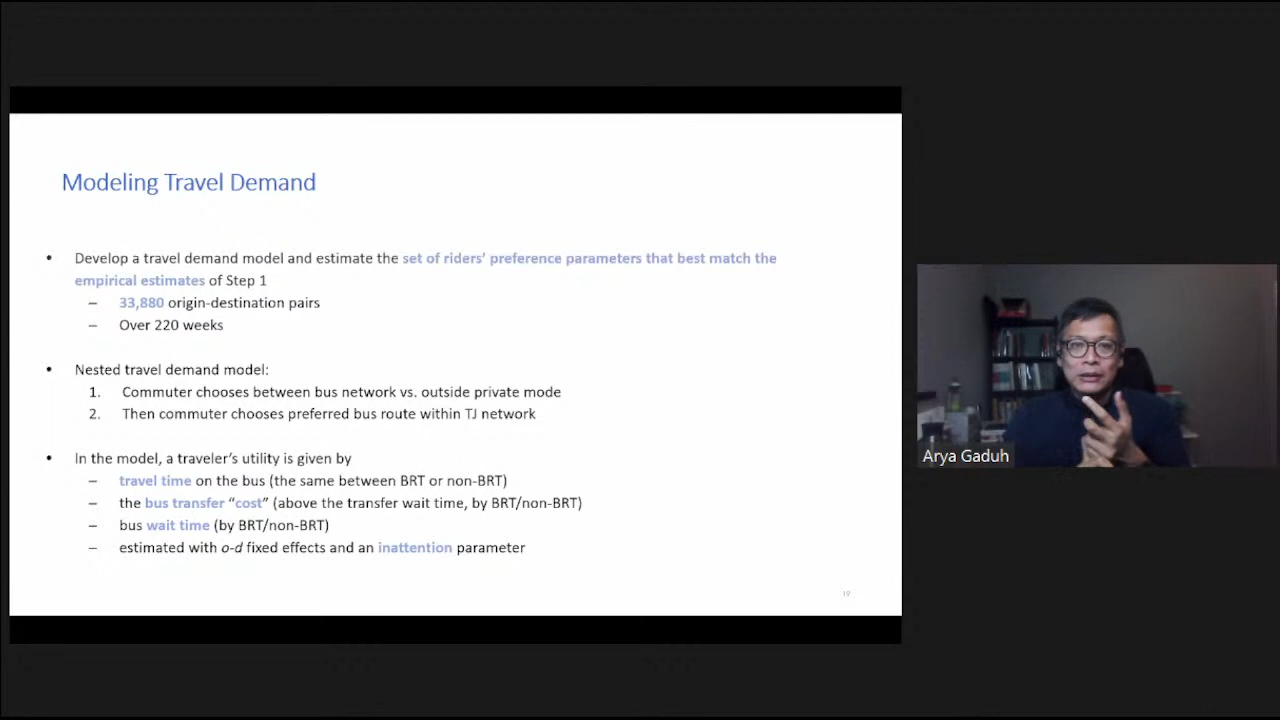 Modeling Travel Demand
• Develop a travel demand model and estimate the set of riders' preference parameters that best match the
empirical estimates of Step 1
– 33,880 origin-destination pairs
– Over 220 weeks
• Nested travel demand model:
1. Commuter chooses between bus network vs. outside private mode
2. Then commuter chooses preferred bus route within TJ network
• In the model, a traveler's utility is given by
– travel time on the bus (the same between BRT or non-BRT)
– the bus transfer "cost" (above the transfer wait time, by BRT/non-BRT)
– bus wait time (by BRT/non-BRT)
– estimated with o-d fixed effects and an inattention parameter
19
Arya Gaduh